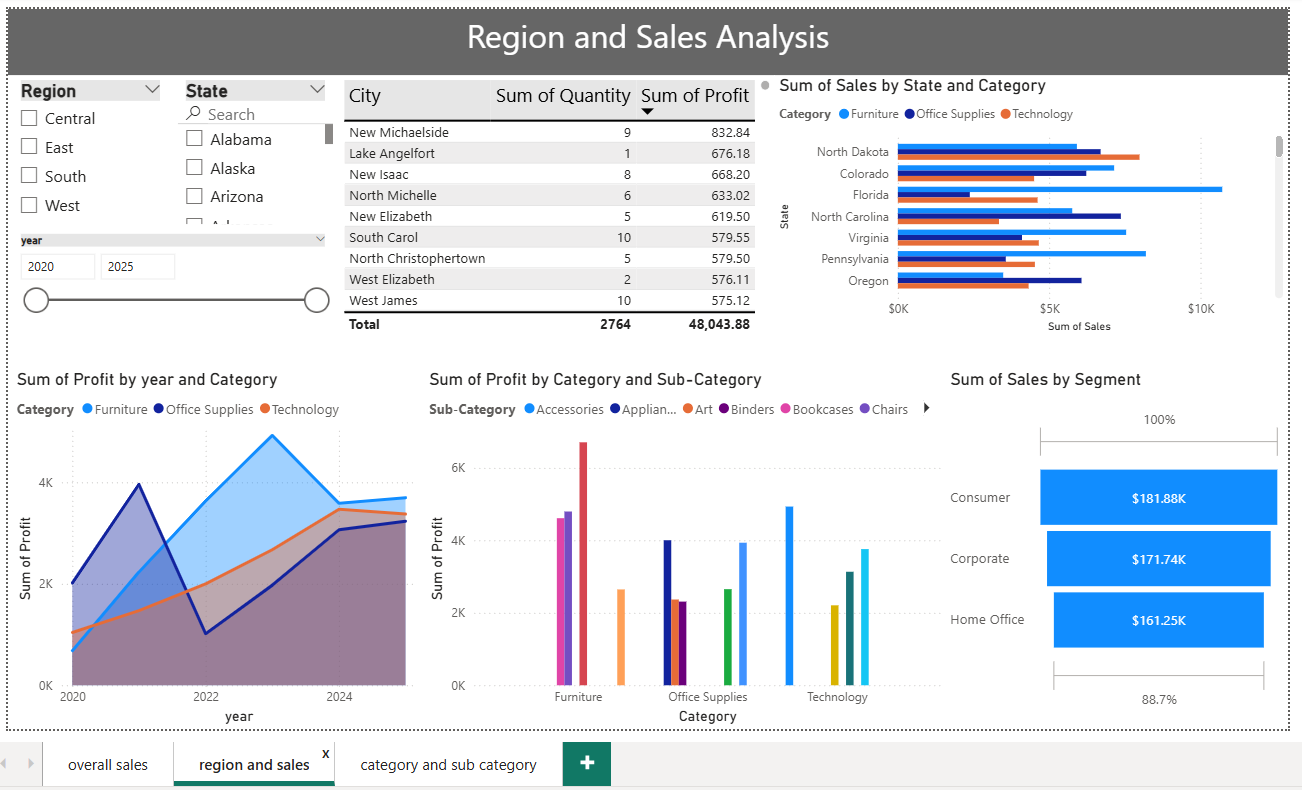 Region and Sales Analysis
Region
Central
East
South
West
State
Search
Alabama
Alaska
Arizona
year
2020 2025
City Sum of Quantity Sum of Profit
New Michaelside 9 832.84
Lake Angelfort 1 676.18
New Isaac 8 668.20
North Michelle 6 633.02
New Elizabeth 5 619.50
South Carol 10 579.55
North Christophertown 5 579.50
West Elizabeth 2 576.11
West James 10 575.12
Total 2764 48,043.88
Sum of Sales by State and Category
Category Furniture Office Supplies Technology
State
North Dakota
Colorado
Florida
North Carolina
Virginia
Pennsylvania
Oregon
$0K $5K $10K
Sum of Sales
Sum of Profit by year and Category
Category Furniture Office Supplies Technology
Sum of Profit
4K
2K
0K
2020 2022 2024
year
Sum of Profit by Category and Sub-Category
Sub-Category Accessories Applian... Art Binders Bookcases Chairs
Sum of Profit
6K
4K
2K
0K
Furniture Office Supplies Technology
Category
Sum of Sales by Segment
100%
Consumer $181.88K
Corporate $171.74K
Home Office $161.25K
88.7%
overall sales region and sales x category and sub category +